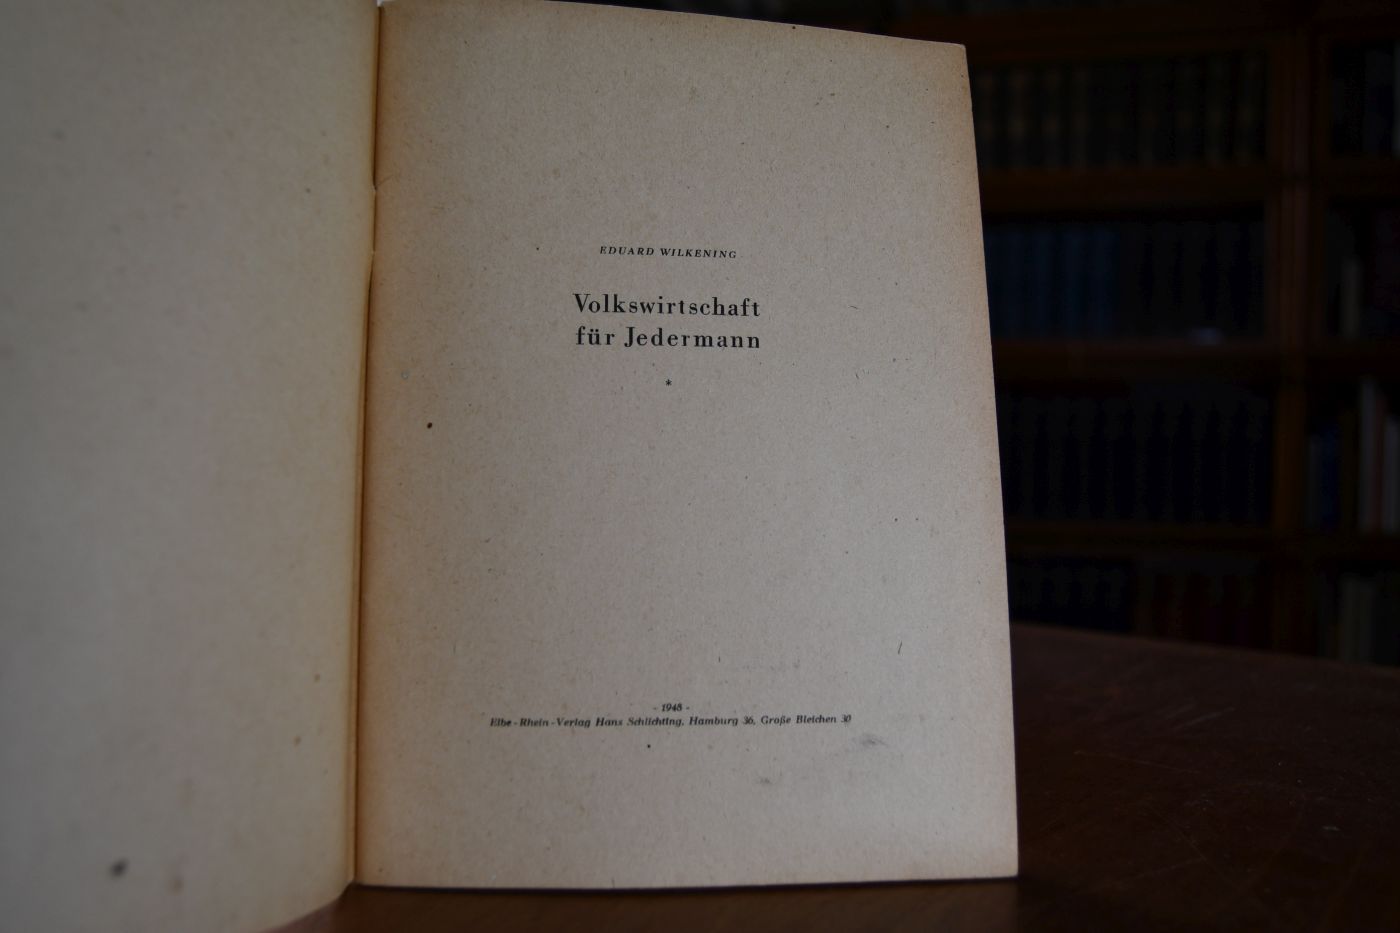 EDUARD WILKENING
Volkswirtschaft
für Jedermann
*
- 1948 -
Elbe-Rhein-Verlag Hans Schlichting, Hamburg 36, Große Bleichen 30